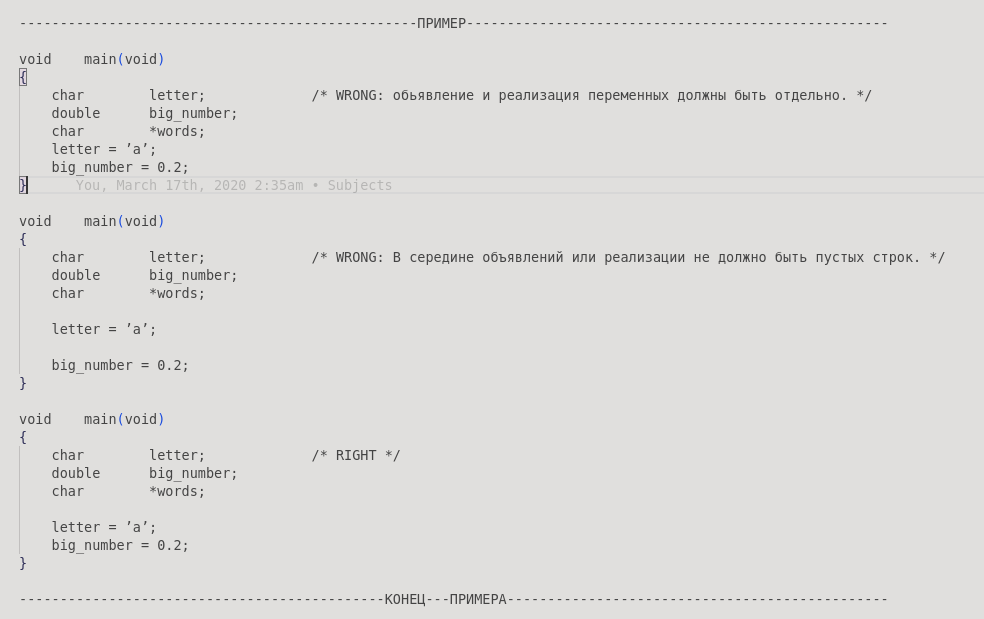 -------------------------------------------------ПРИМЕР----------------------------------------------------
void    main(void)
{
    char        letter;             /* WRONG: обьявление и реализация переменных должны быть отдельно. */
    double      big_number;
    char        *words;
    letter = ’a’;
    big_number = 0.2;
}      You, March 17th, 2020 2:35am • Subjects
void    main(void)
{
    char        letter;             /* WRONG: В середине объявлений или реализации не должно быть пустых строк. */
    double      big_number;
    char        *words;
    letter = ’a’;
    big_number = 0.2;
}
void    main(void)
{
    char        letter;             /* RIGHT */
    double      big_number;
    char        *words;
    letter = ’a’;
    big_number = 0.2;
}
---------------------------------------------КОНЕЦ---ПРИМЕРА-----------------------------------------------